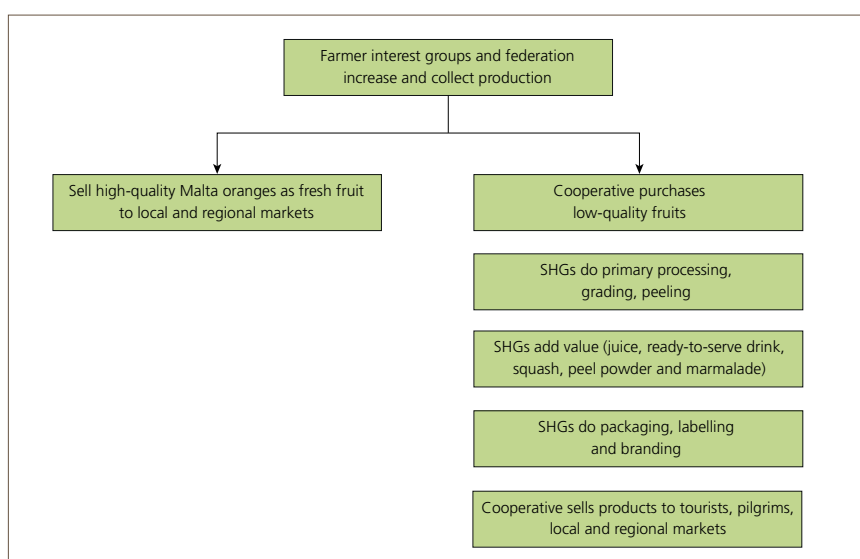 Farmer interest groups and federation
increase and collect production
Sell high-quality Malta oranges as fresh fruit
to local and regional markets
Cooperative purchases
low-quality fruits
SHGs do primary processing,
grading, peeling
SHGs add value (juice, ready-to-serve drink,
squash, peel powder and marmalade)
SHGs do packaging, labelling
and branding
Cooperative sells products to tourists, pilgrims,
local and regional markets